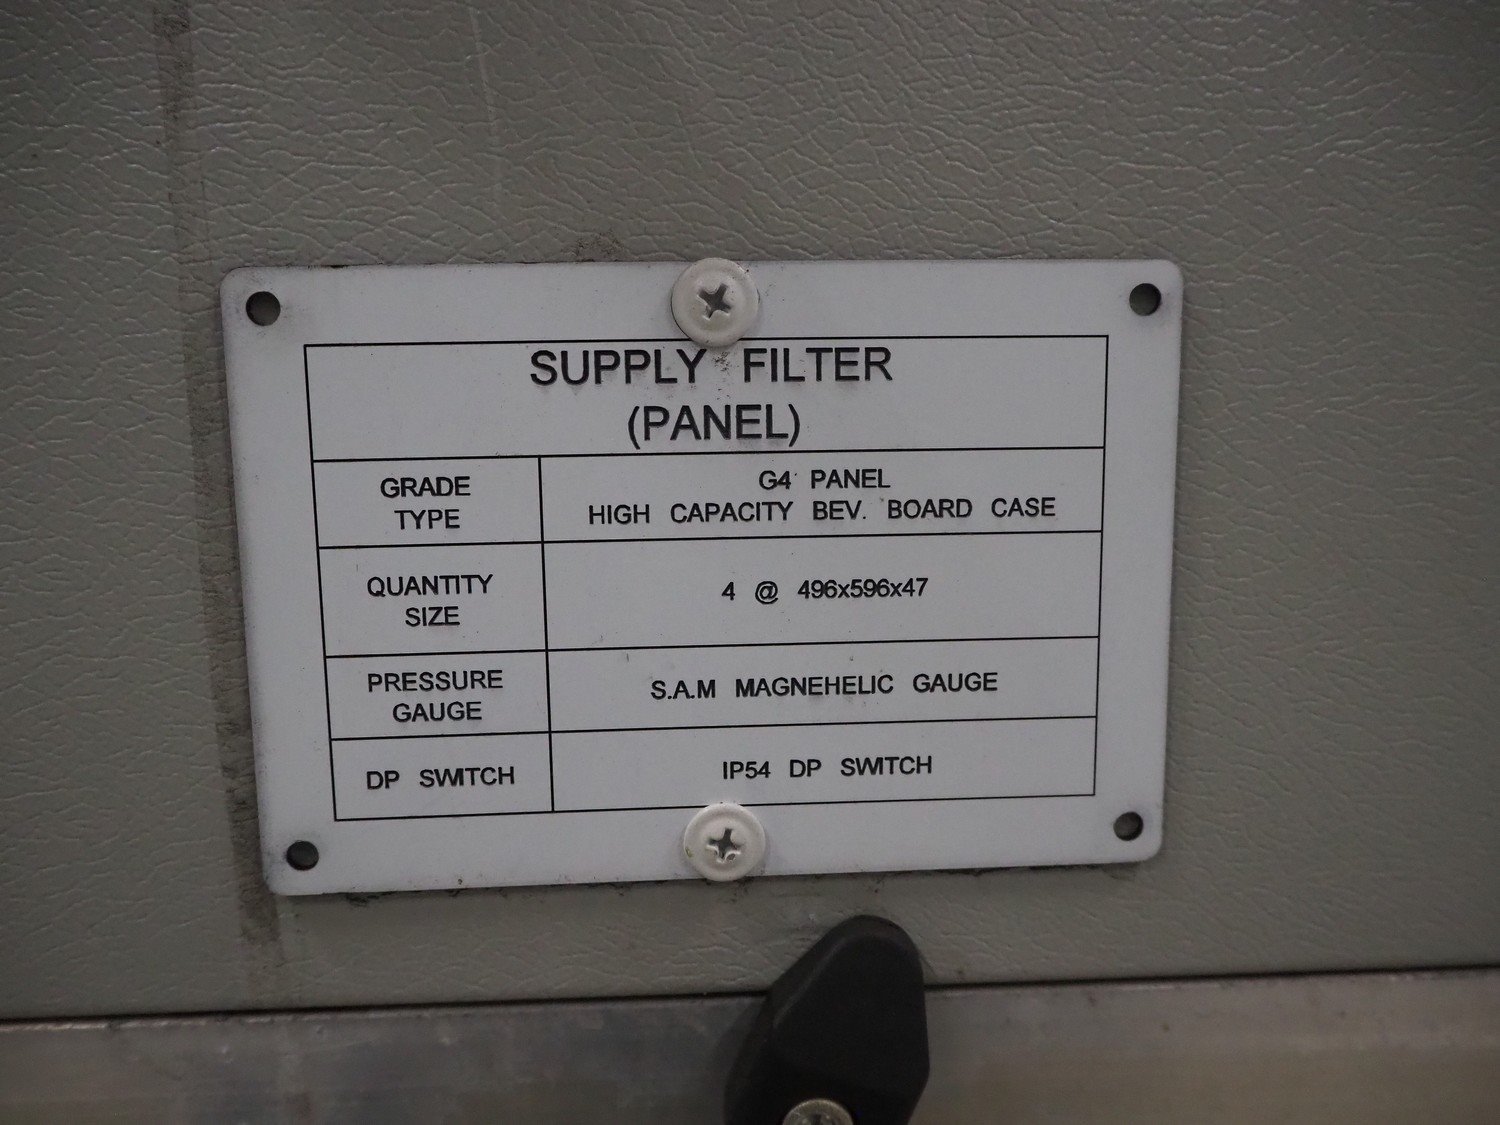 SUPPLY FILTER
(PANEL)
GRADE
TYPE
G4 PANEL
HIGH CAPACITY BEV. BOARD CASE
QUANTITY
SIZE
4 @ 496x596x47
PRESSURE
GAUGE
S.A.M MAGNEHELIC GAUGE
DP SWITCH
IP54 DP SWITCH